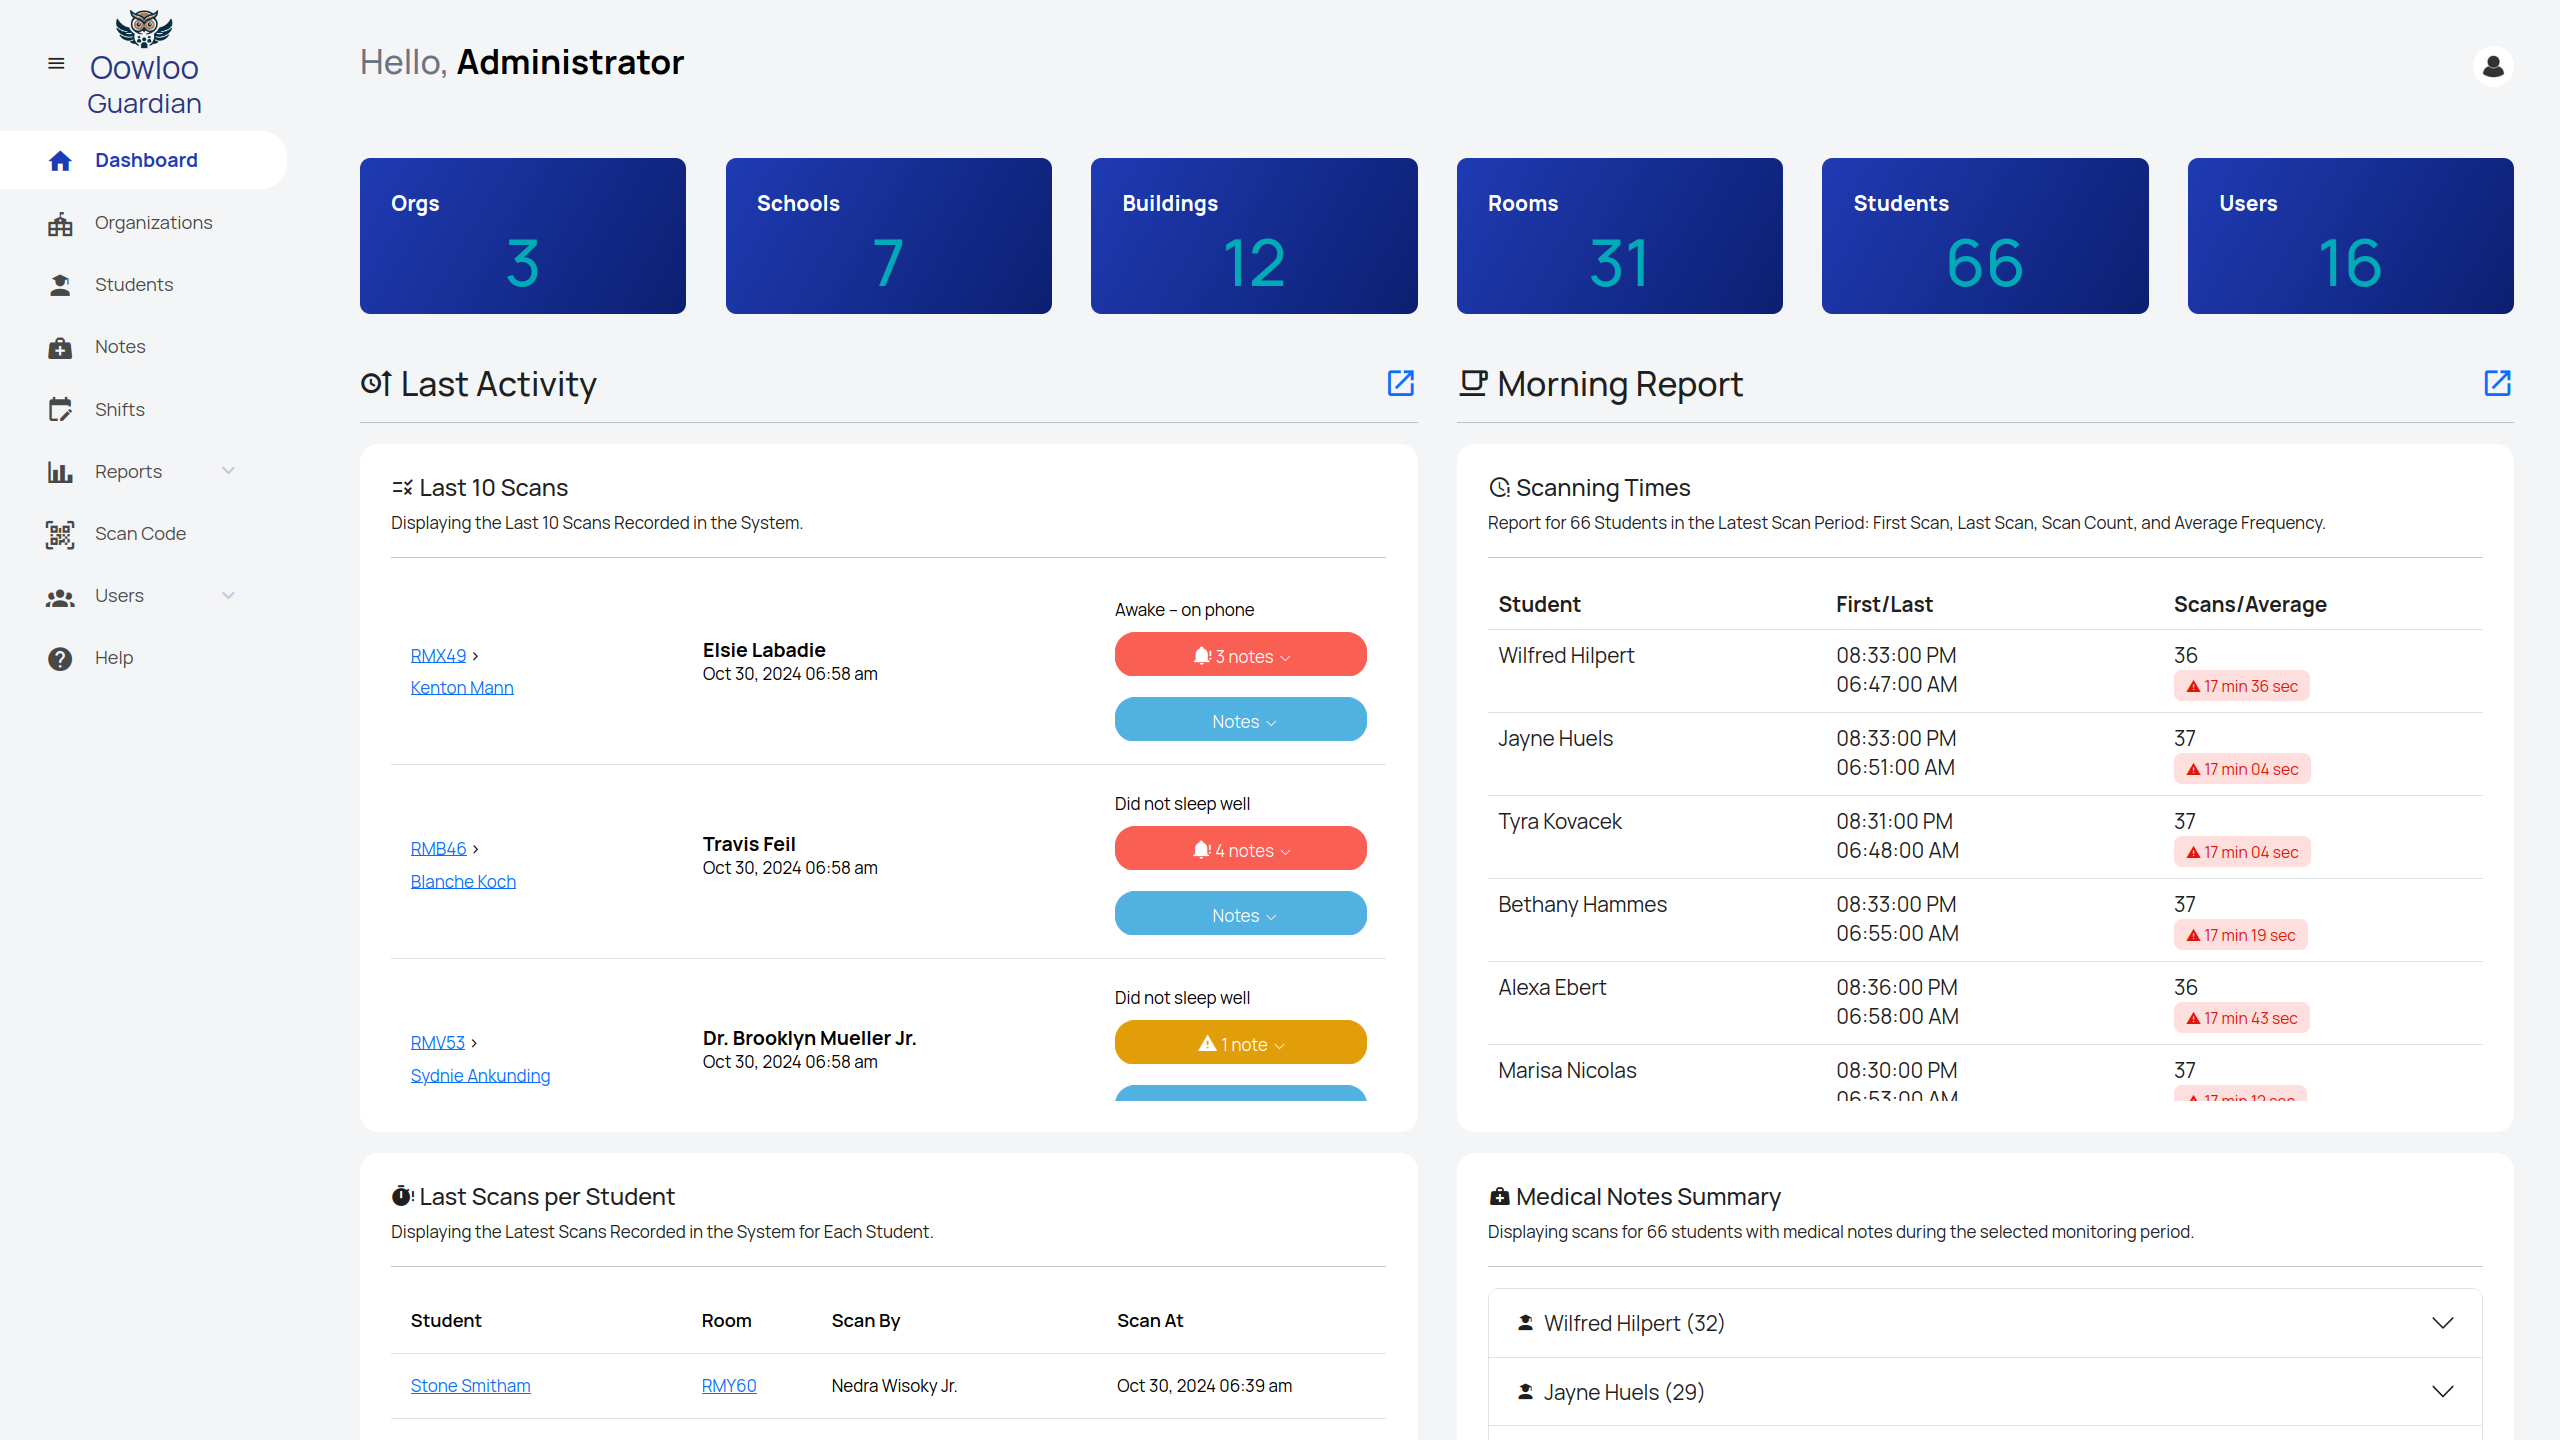 Oowloo
Guardian
Dashboard
Organizations
Students
Notes
Shifts
Reports
Scan Code
Users
Help
Hello, Administrator
Orgs
3
Schools
7
Buildings
12
Rooms
31
Students
66
Users
16
Last Activity
Last 10 Scans
Displaying the Last 10 Scans Recorded in the System.
RMX49 >
Kenton Mann
Elsie Labadie
Oct 30, 2024 06:58 am
Awake – on phone
3 notes
Notes
RMB46 >
Blanche Koch
Travis Feil
Oct 30, 2024 06:58 am
Did not sleep well
4 notes
Notes
RMV53 >
Sydnie Ankunding
Dr. Brooklyn Mueller Jr.
Oct 30, 2024 06:58 am
Did not sleep well
1 note
Last Scans per Student
Displaying the Latest Scans Recorded in the System for Each Student.
Student Room Scan By Scan At
Stone Smitham RMY60 Nedra Wisoky Jr. Oct 30, 2024 06:39 am
Morning Report
Scanning Times
Report for 66 Students in the Latest Scan Period: First Scan, Last Scan, Scan Count, and Average Frequency.
Student First/Last Scans/Average
Wilfred Hilpert 08:33:00 PM 36
06:47:00 AM 17 min 36 sec
Jayne Huels 08:33:00 PM 37
06:51:00 AM 17 min 04 sec
Tyra Kovacek 08:31:00 PM 37
06:48:00 AM 17 min 04 sec
Bethany Hammes 08:33:00 PM 37
06:55:00 AM 17 min 19 sec
Alexa Ebert 08:36:00 PM 36
06:58:00 AM 17 min 43 sec
Marisa Nicolas 08:30:00 PM 37
06:53:00 AM 17 min 12 sec
Medical Notes Summary
Displaying scans for 66 students with medical notes during the selected monitoring period.
Wilfred Hilpert (32)
Jayne Huels (29)